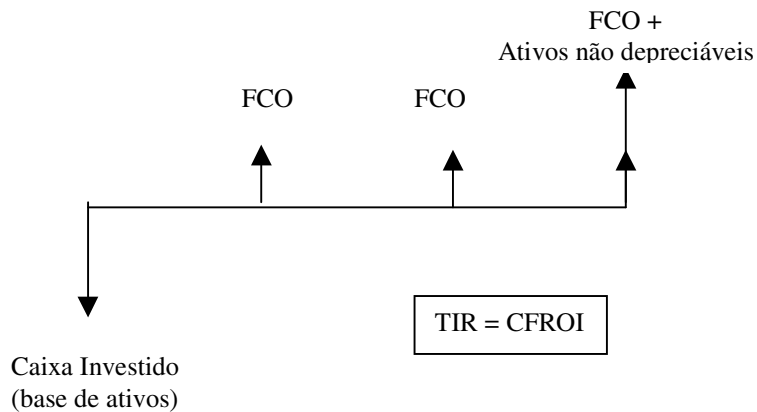 FCO +
Ativos não depreciáveis
FCO
FCO
TIR = CFROI
Caixa Investido
(base de ativos)